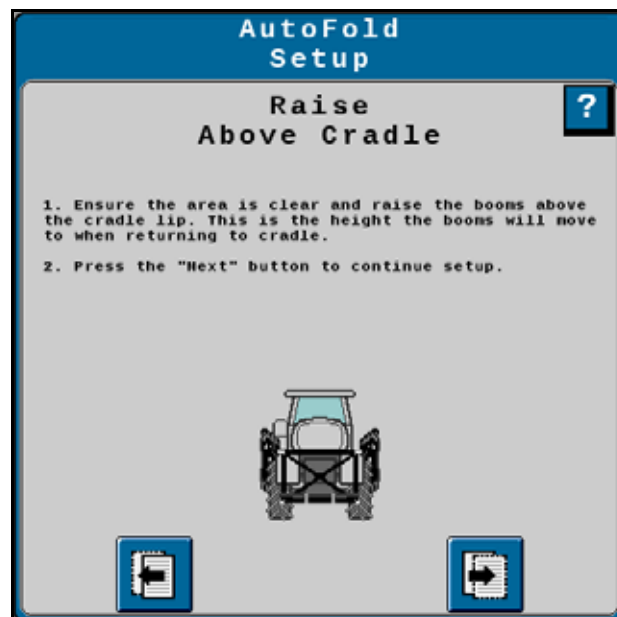 AutoFold
Setup
Raise
Above Cradle
?
1. Ensure the area is clear and raise the booms above
the cradle lip. This is the height the booms will move
to when returning to cradle.
2. Press the "Next" button to continue setup.